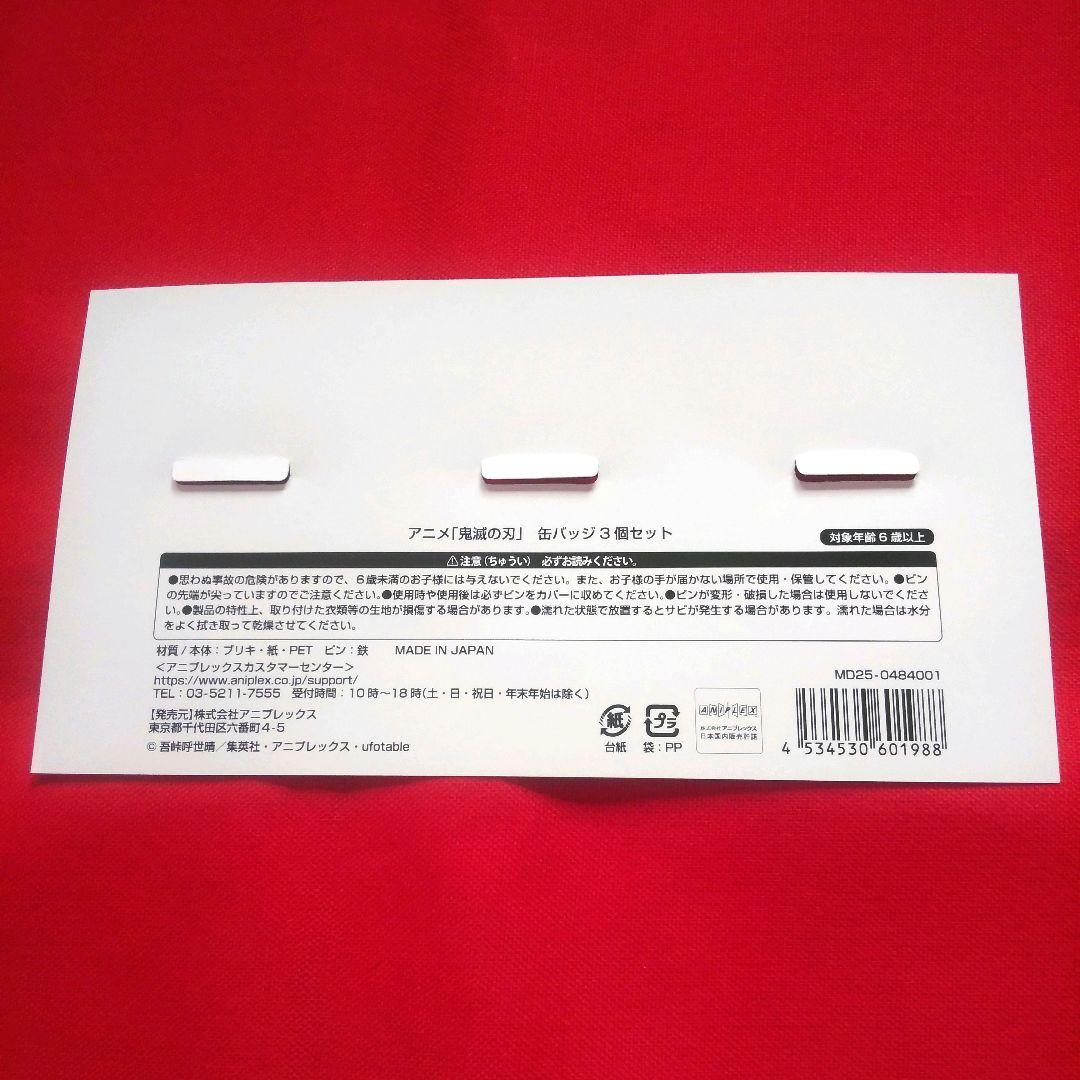 アニメ「鬼滅の刃」 缶バッジ3個セット
対象年齢6歳以上
⚠注意(ちゅうい) 必ずお読みください。
●思わぬ事故の危険がありますので、6歳未満のお子様には与えないでください。また、お子様の手が届かない場所で使用・保管してください。●ピン
の先端が尖っていますのでご注意ください。●使用時や使用後は必ずピンをカバーに収めてください。●ピンが変形・破損した場合は使用しないでくださ
い。●製品の特性上、取り付けた衣類等の生地が損傷する場合があります。●濡れた状態で放置するとサビが発生する場合があります。濡れた場合は水分
をよく拭き取って乾燥させてください。
材質/本体:ブリキ・紙・PET ピン:鉄 MADE IN JAPAN
<アニプレックスカスタマーセンター>
https://www.aniplex.co.jp/support/
TEL:03-5211-7555 受付時間:10時〜18時(土・日・祝日・年末年始は除く)
【発売元】株式会社アニプレックス
東京都千代田区六番町4-5
© 吾峠呼世晴/集英社・アニプレックス・ufotable
紙
台紙
プラ
袋:PP
ANIPLEX
株式会社アニプレックス
日本国内販売許諾
MD25-0484001
4 534530 601988